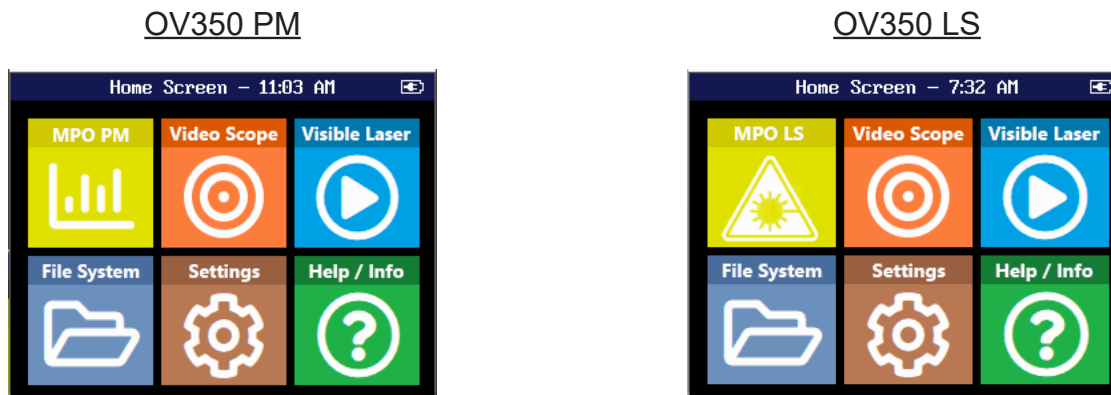 OV350 PM
Home Screen – 11:03 AM
MPO PM Video Scope Visible Laser
File System Settings Help / Info
OV350 LS
Home Screen – 7:32 AM
MPO LS Video Scope Visible Laser
File System Settings Help / Info